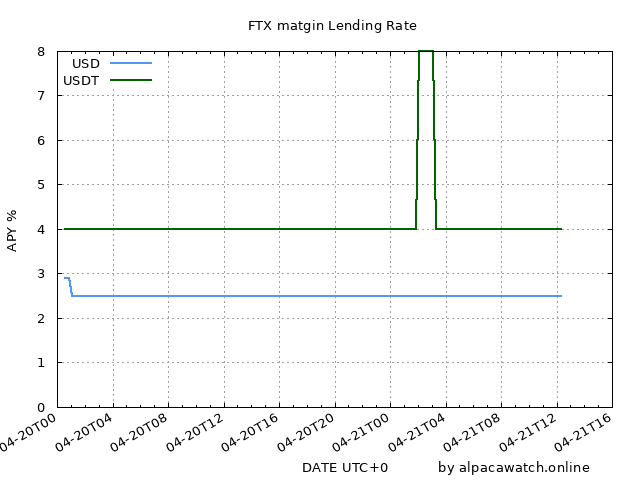 FTX matgin Lending Rate
USD
USDT
8
7
6
5
4
3
2
1
0
APY %
04-20T00
04-20T04
04-20T08
04-20T12
04-20T16
04-20T20
04-21T00
04-21T04
04-21T08
04-21T12
04-21T16
DATE UTC+0
by alpacawatch.online